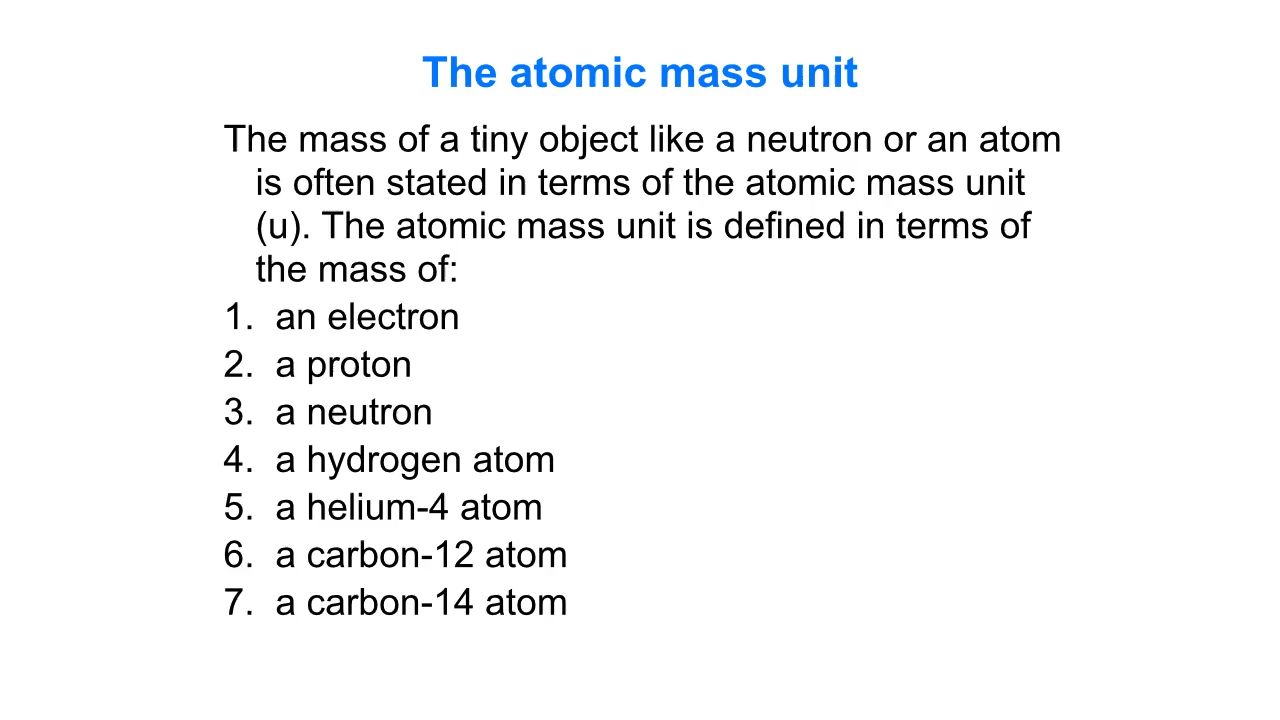 The atomic mass unit
The mass of a tiny object like a neutron or an atom
is often stated in terms of the atomic mass unit
(u). The atomic mass unit is defined in terms of
the mass of:
1. an electron
2. a proton
3. a neutron
4. a hydrogen atom
5. a helium-4 atom
6. a carbon-12 atom
7. a carbon-14 atom